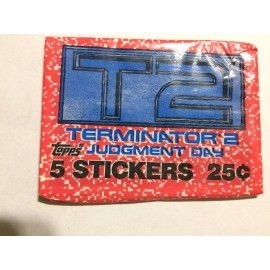 T2
TERMINATOR 2
Topps JUDGMENT DAY
5 STICKERS 25¢